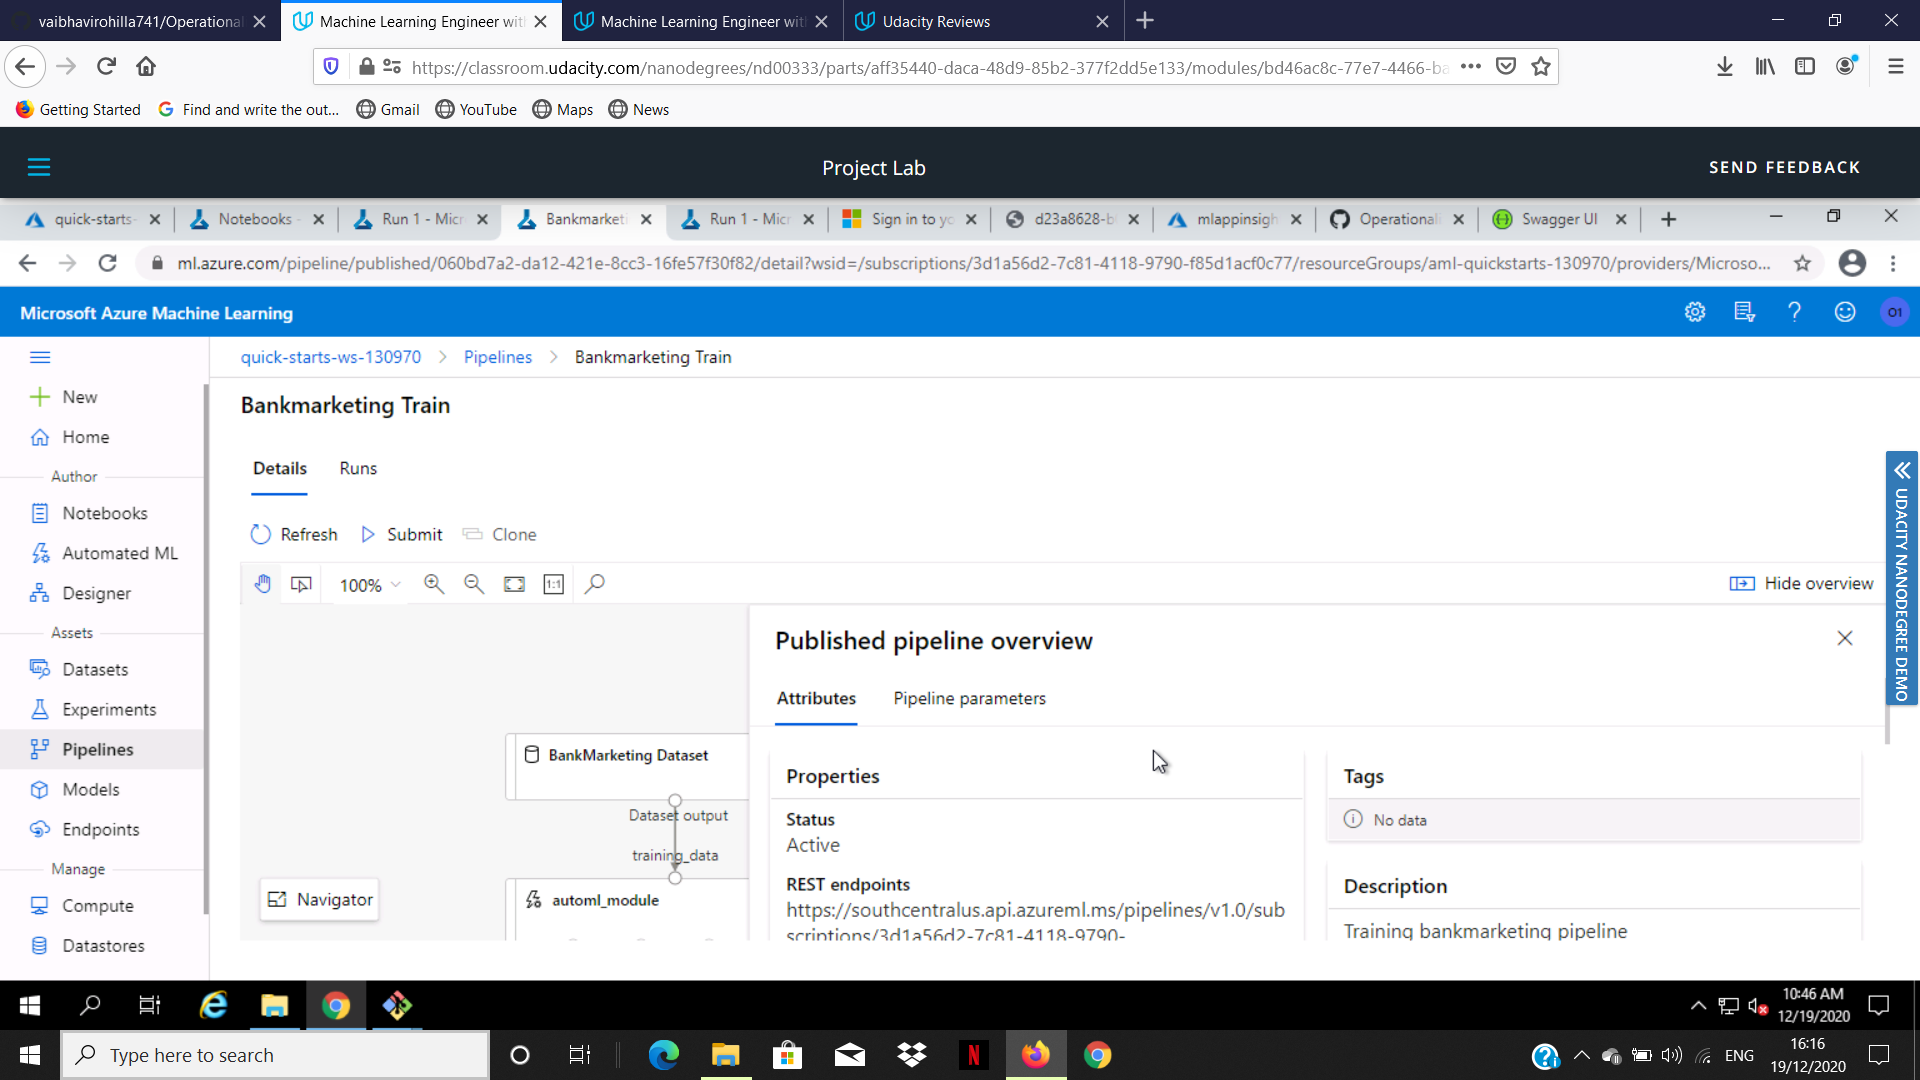 vaibhavirohilla741/Operational
Machine Learning Engineer wit
Machine Learning Engineer wit
Udacity Reviews
https://classroom.udacity.com/nanodegrees/nd00333/parts/aff35440-daca-48d9-85b2-377f2dd5e133/modules/bd46ac8c-77e7-4466-ba
Getting Started
Find and write the out...
Gmail
YouTube
Maps
News
Project Lab
SEND FEEDBACK
quick-starts-
Notebooks -
Run 1 - Micr
Bankmarketi
Run 1 - Micr
Sign in to yo
d23a8628-b
mlappinsigh
Operational
Swagger UI
ml.azure.com/pipeline/published/060bd7a2-da12-421e-8cc3-16fe57f30f82/detail?wsid=/subscriptions/3d1a56d2-7c81-4118-9790-f85d1acf0c77/resourceGroups/aml-quickstarts-130970/providers/Microso...
Microsoft Azure Machine Learning
O1
quick-starts-ws-130970 > Pipelines > Bankmarketing Train
New
Home
Author
Notebooks
Automated ML
Designer
Assets
Datasets
Experiments
Pipelines
Models
Endpoints
Manage
Compute
Datastores
Bankmarketing Train
Details
Runs
Refresh
Submit
Clone
100%
1:1
Hide overview
BankMarketing Dataset
Dataset output
training_data
automl_module
Navigator
Published pipeline overview
Attributes
Pipeline parameters
Properties
Status
Active
REST endpoints
https://southcentralus.api.azureml.ms/pipelines/v1.0/sub
scriptions/3d1a56d2-7c81-4118-9790-
Tags
No data
Description
Training bankmarketing pipeline
UDACITY NANODEGREE DEMO
10:46 AM
12/19/2020
Type here to search
ENG
16:16
19/12/2020